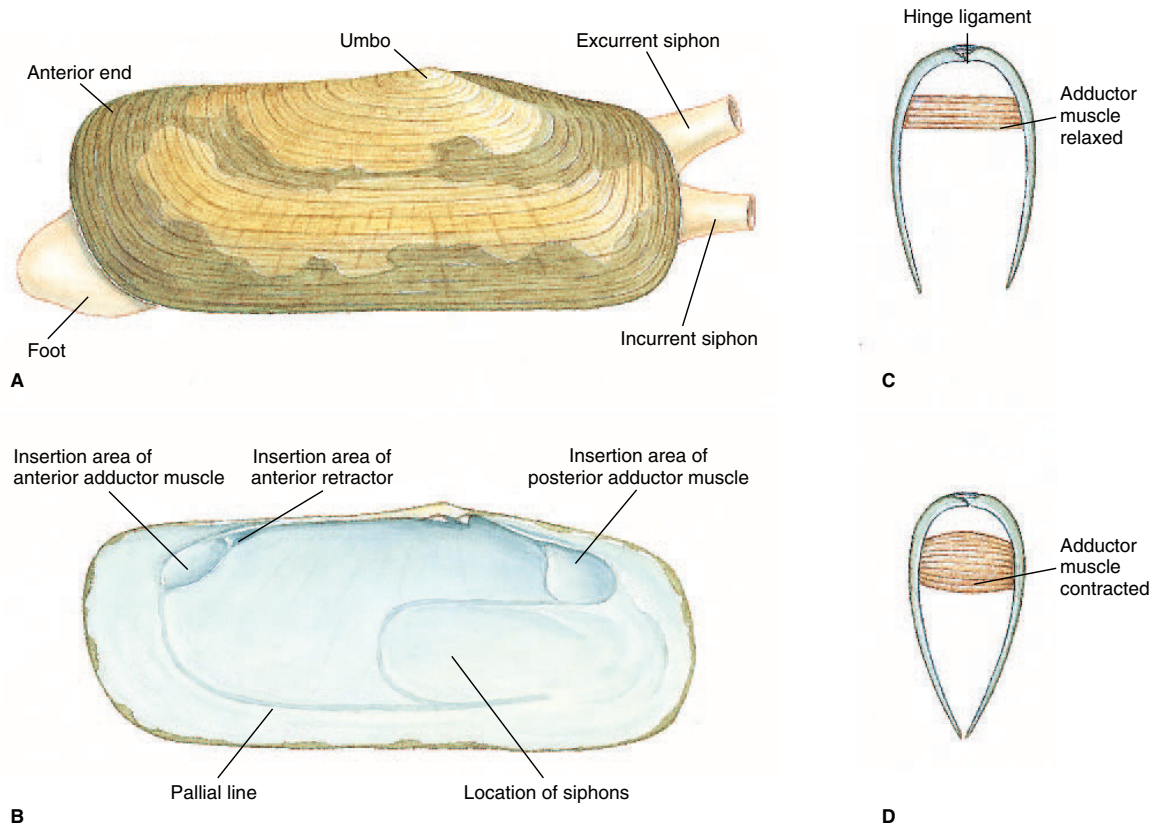 Umbo
Excurrent siphon
Anterior end
Foot
Incurrent siphon
A
Hinge ligament
Adductor
muscle
relaxed
C
Insertion area of
anterior adductor muscle
Insertion area of
anterior retractor
Insertion area of
posterior adductor muscle
Pallial line
Location of siphons
B
Adductor
muscle
contracted
D